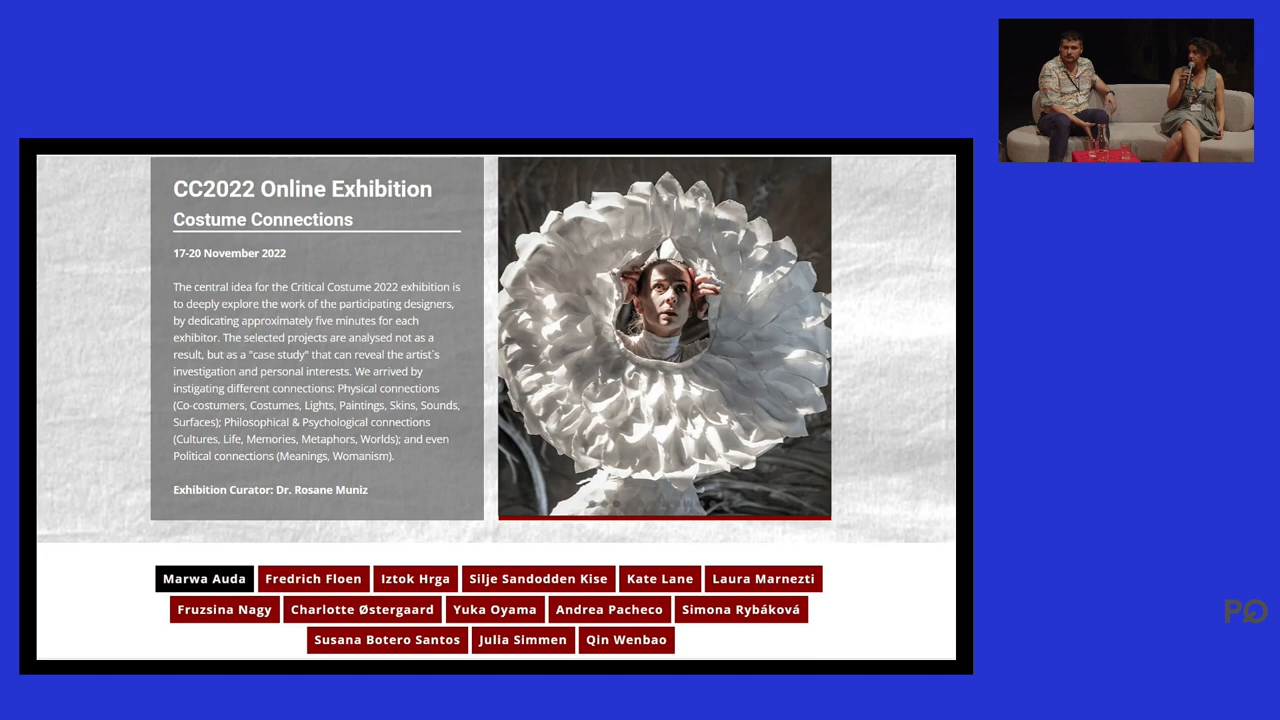 CC2022 Online Exhibition
Costume Connections
17-20 November 2022
The central idea for the Critical Costume 2022 exhibition is
to deeply explore the work of the participating designers,
by dedicating approximately five minutes for each
exhibitor. The selected projects are analysed not as a
result, but as a "case study" that can reveal the artist`s
investigation and personal interests. We arrived by
instigating different connections: Physical connections
(Co-costumers, Costumes, Lights, Paintings, Skins, Sounds,
Surfaces); Philosophical & Psychological connections
(Cultures, Life, Memories, Metaphors, Worlds); and even
Political connections (Meanings, Womanism).
Exhibition Curator: Dr. Rosane Muniz
Marwa Auda Fredrich Floen Iztok Hrga Silje Sandodden Kise Kate Lane Laura Marnezti
Fruzsina Nagy Charlotte Østergaard Yuka Oyama Andrea Pacheco Simona Rybáková
Susana Botero Santos Julia Simmen Qin Wenbao
PQ